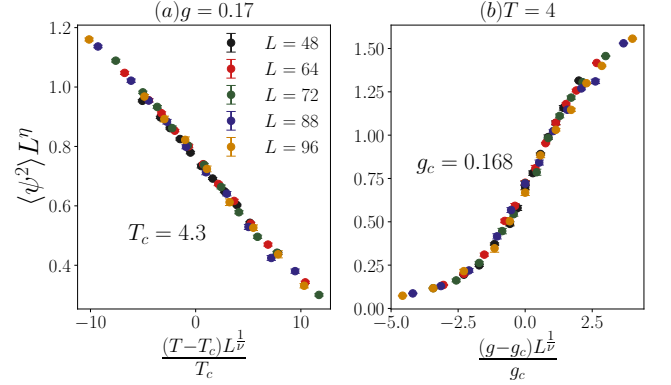 (a)g = 0.17
(b)T = 4
1.2
1.0
0.8
0.6
0.4
⟨ψ²⟩L^η
L = 48
L = 64
L = 72
L = 88
L = 96
T_c = 4.3
−10
0
10
(T−T_c)L^{1/ν}
T_c
1.50
1.25
1.00
0.75
0.50
0.25
0.00
g_c = 0.168
−5.0
−2.5
0.0
2.5
(g−g_c)L^{1/ν}
g_c